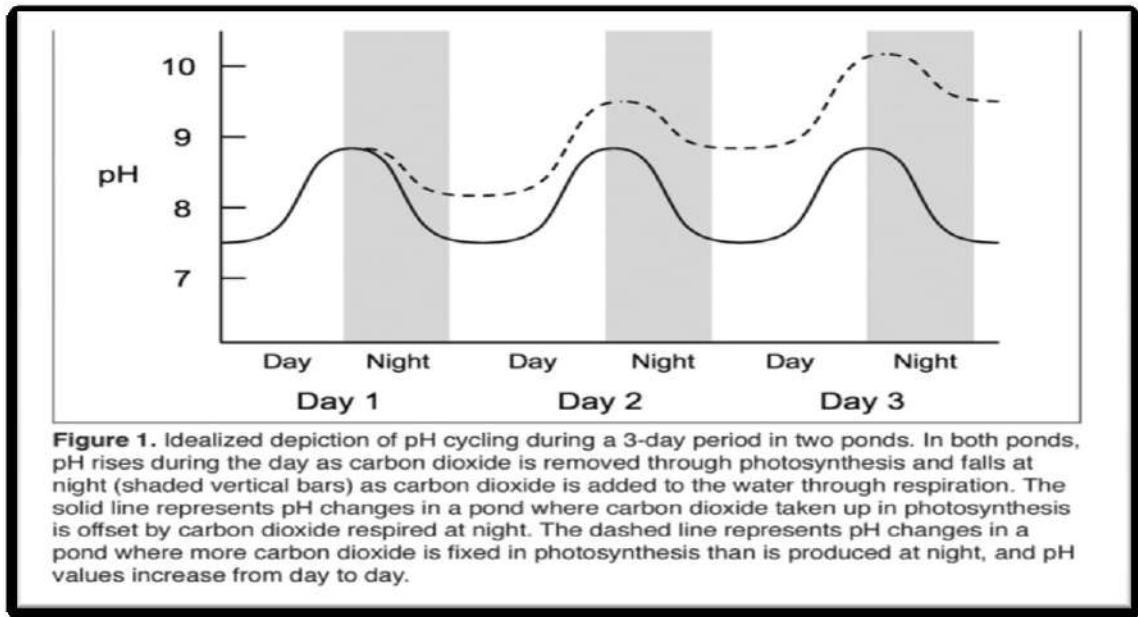 10
9
pH
8
7
Day Night Day Night Day Night
Day 1 Day 2 Day 3
Figure 1. Idealized depiction of pH cycling during a 3-day period in two ponds. In both ponds,
pH rises during the day as carbon dioxide is removed through photosynthesis and falls at
night (shaded vertical bars) as carbon dioxide is added to the water through respiration. The
solid line represents pH changes in a pond where carbon dioxide taken up in photosynthesis
is offset by carbon dioxide respired at night. The dashed line represents pH changes in a
pond where more carbon dioxide is fixed in photosynthesis than is produced at night, and pH
values increase from day to day.